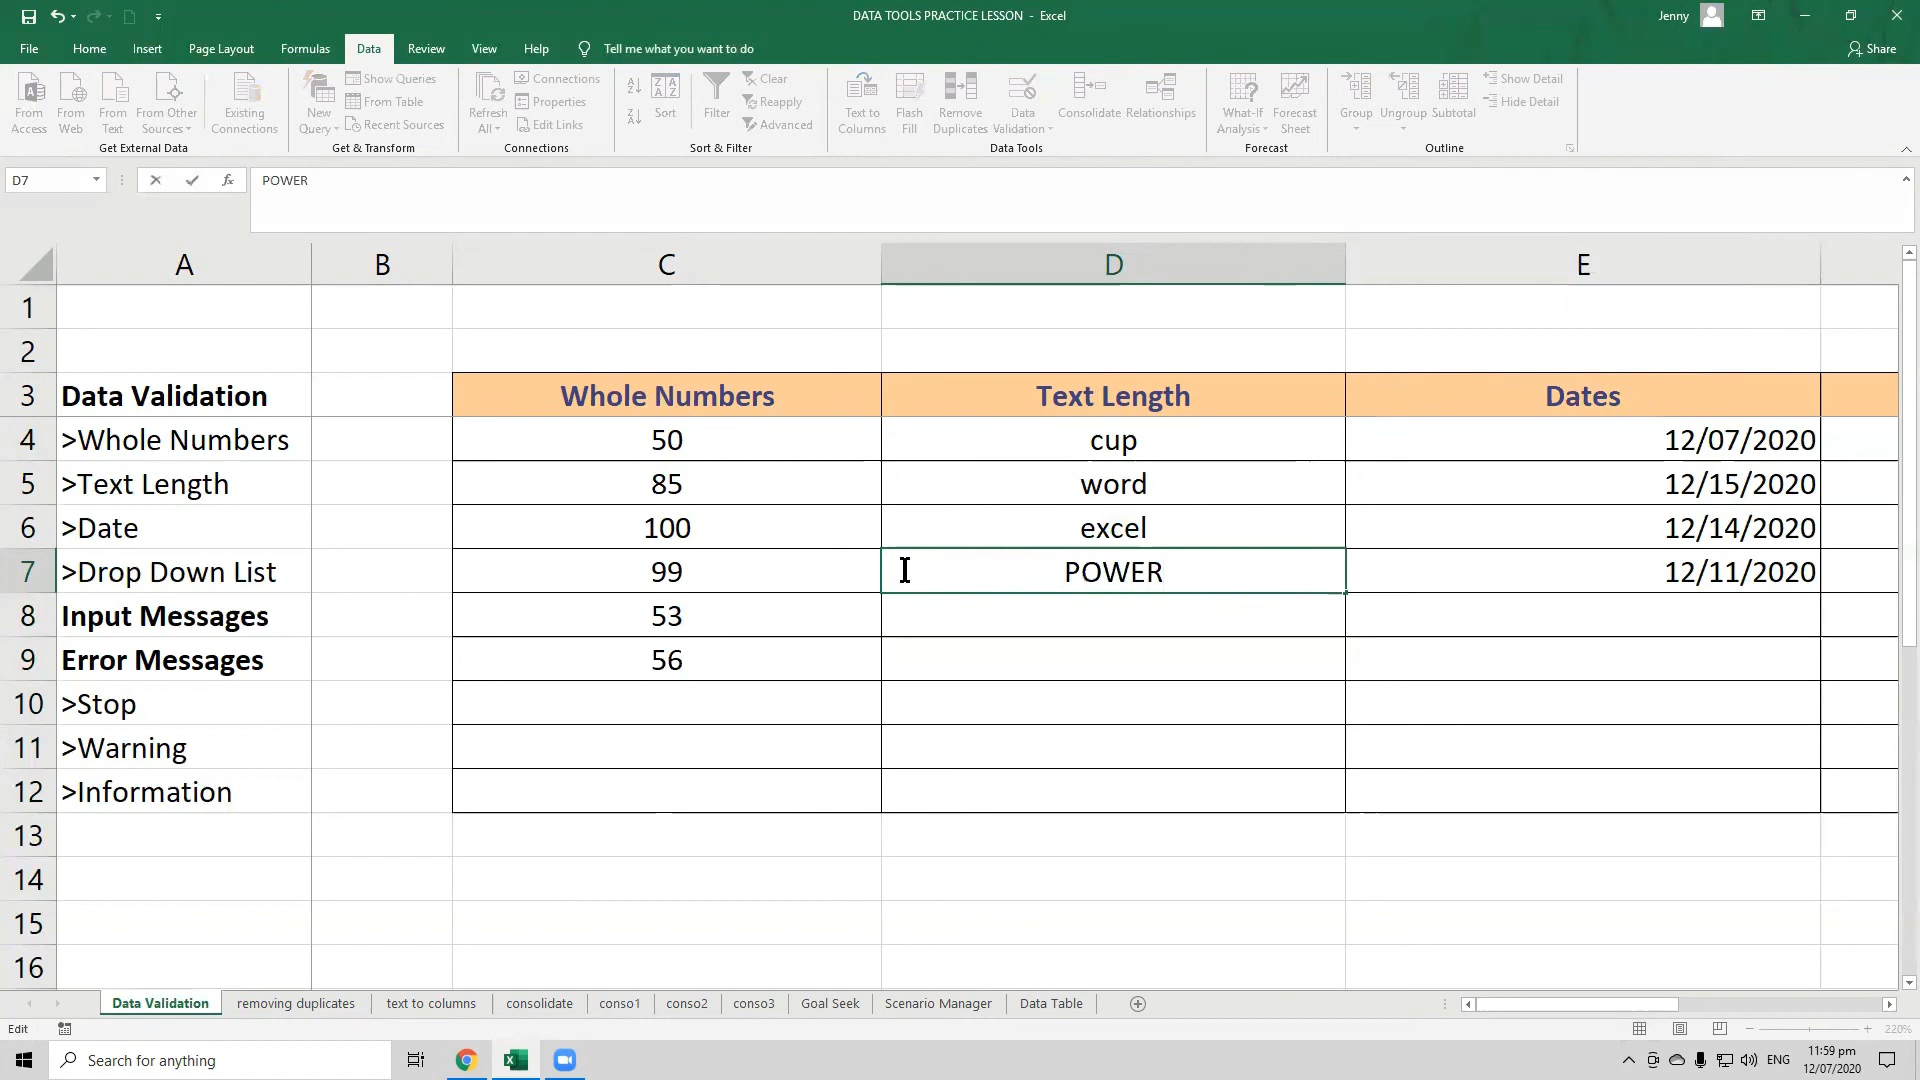 DATA TOOLS PRACTICE LESSON - Excel
Jenny
File Home Insert Page Layout Formulas Data Review View Help Tell me what you want to do
Share
From Access
From Web
From Text
From Other Sources
Existing Connections
Get External Data
New Query
Show Queries
From Table
Recent Sources
Get & Transform
Refresh All
Connections
Properties
Edit Links
Connections
Sort
Filter
Clear
Reapply
Advanced
Sort & Filter
Text to Columns
Flash Fill
Remove Duplicates
Data Validation
Consolidate
Relationships
Data Tools
What-If Analysis
Forecast Sheet
Forecast
Group
Ungroup
Subtotal
Show Detail
Hide Detail
Outline
D7 fx POWER
A B C D E
1
2
3 Data Validation Whole Numbers Text Length Dates
4 >Whole Numbers 50 cup 12/07/2020
5 >Text Length 85 word 12/15/2020
6 >Date 100 excel 12/14/2020
7 >Drop Down List 99 POWER 12/11/2020
8 Input Messages 53
9 Error Messages 56
10 >Stop
11 >Warning
12 >Information
13
14
15
16
Data Validation removing duplicates text to columns consolidate conso1 conso2 conso3 Goal Seek Scenario Manager Data Table
Edit
220%
Search for anything
ENG
11:59 pm
12/07/2020